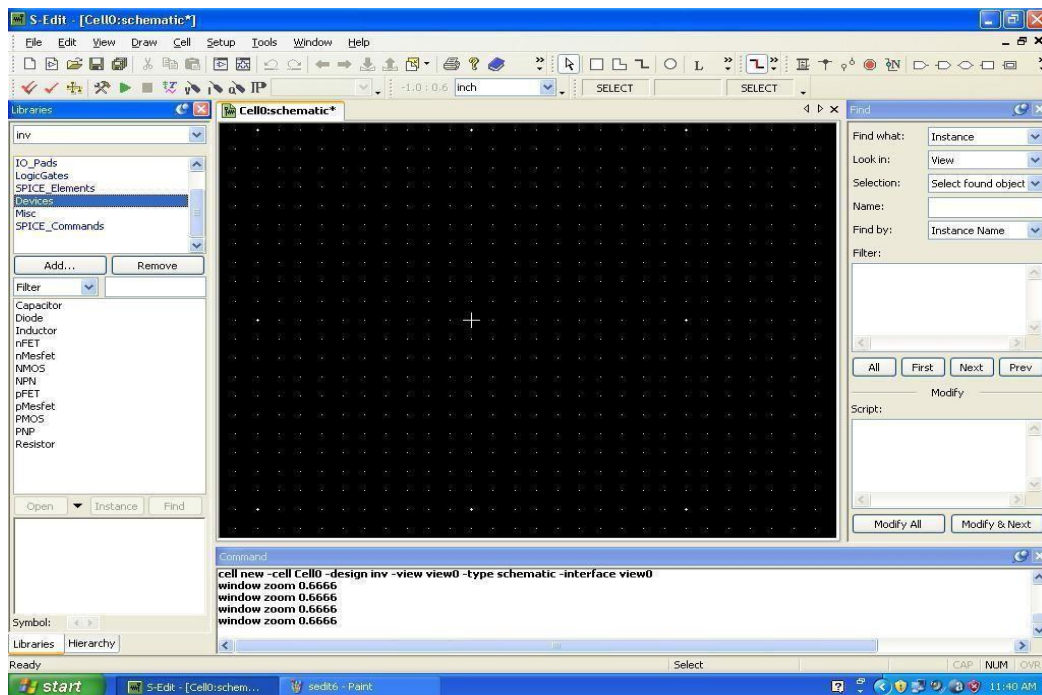 S-Edit - [Cell0:schematic*]
File Edit View Draw Cell Setup Tools Window Help
-1.0 : 0.6 inch SELECT SELECT
Libraries
inv
IO_Pads
LogicGates
SPICE_Elements
Devices
Misc
SPICE_Commands
Add... Remove
Filter
Capacitor
Diode
Inductor
nFET
nMesfet
NMOS
NPN
pFET
pMesfet
PMOS
PNP
Resistor
Open Instance Find
Symbol:
Libraries Hierarchy
Cell0:schematic*
Find
Find what: Instance
Look in: View
Selection: Select found object
Name:
Find by: Instance Name
Filter:
All First Next Prev
Modify
Script:
Modify All Modify & Next
Command
cell new -cell Cell0 -design inv -view view0 -type schematic -interface view0
window zoom 0.6666
window zoom 0.6666
window zoom 0.6666
window zoom 0.6666
Ready Select CAP NUM OVR
start S-Edit - [Cell0:schem... sedit6 - Paint 11:40 AM